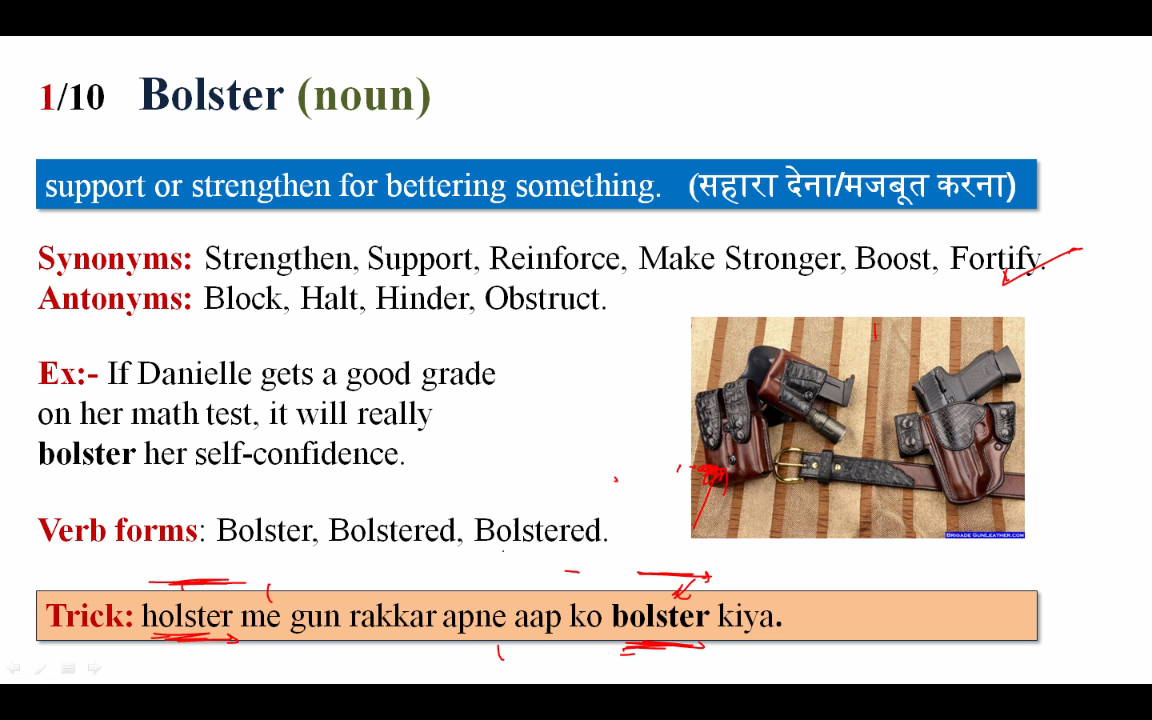 1/10 Bolster (noun)
support or strengthen for bettering something. (सहारा देना/मजबूत करना)
Synonyms: Strengthen, Support, Reinforce, Make Stronger, Boost, Fortify.
Antonyms: Block, Halt, Hinder, Obstruct.
Ex:- If Danielle gets a good grade
on her math test, it will really
bolster her self-confidence.
BRIGADE GUNLEATHER.COM
Verb forms: Bolster, Bolstered, Bolstered.
Trick: holster me gun rakkar apne aap ko bolster kiya.